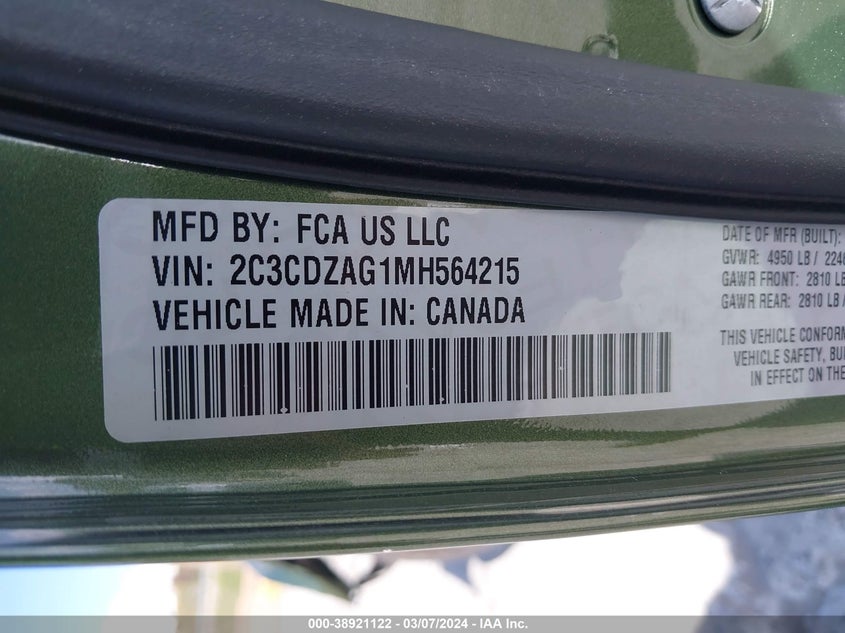 MFD BY: FCA US LLC
VIN: 2C3CDZAG1MH564215
VEHICLE MADE IN: CANADA
DATE OF MFR (BUILT):
GVWR: 4950 LB / 224
GAWR FRONT: 2810 LB
GAWR REAR: 2810 LB /
THIS VEHICLE CONFORM
VEHICLE SAFETY, BU
IN EFFECT ON THE
000-38921122 - 03/07/2024 - IAA Inc.